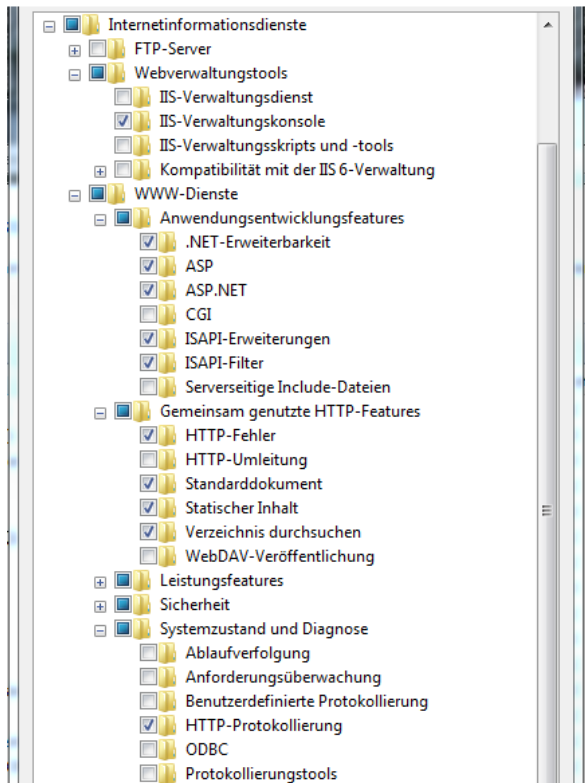 Internetinformationsdienste
FTP-Server
Webverwaltungstools
IIS-Verwaltungsdienst
IIS-Verwaltungskonsole
IIS-Verwaltungsskripts und -tools
Kompatibilität mit der IIS 6-Verwaltung
WWW-Dienste
Anwendungsentwicklungsfeatures
.NET-Erweiterbarkeit
ASP
ASP.NET
CGI
ISAPI-Erweiterungen
ISAPI-Filter
Serverseitige Include-Dateien
Gemeinsam genutzte HTTP-Features
HTTP-Fehler
HTTP-Umleitung
Standarddokument
Statischer Inhalt
Verzeichnis durchsuchen
WebDAV-Veröffentlichung
Leistungsfeatures
Sicherheit
Systemzustand und Diagnose
Ablaufverfolgung
Anforderungsüberwachung
Benutzerdefinierte Protokollierung
HTTP-Protokollierung
ODBC
Protokollierungstools